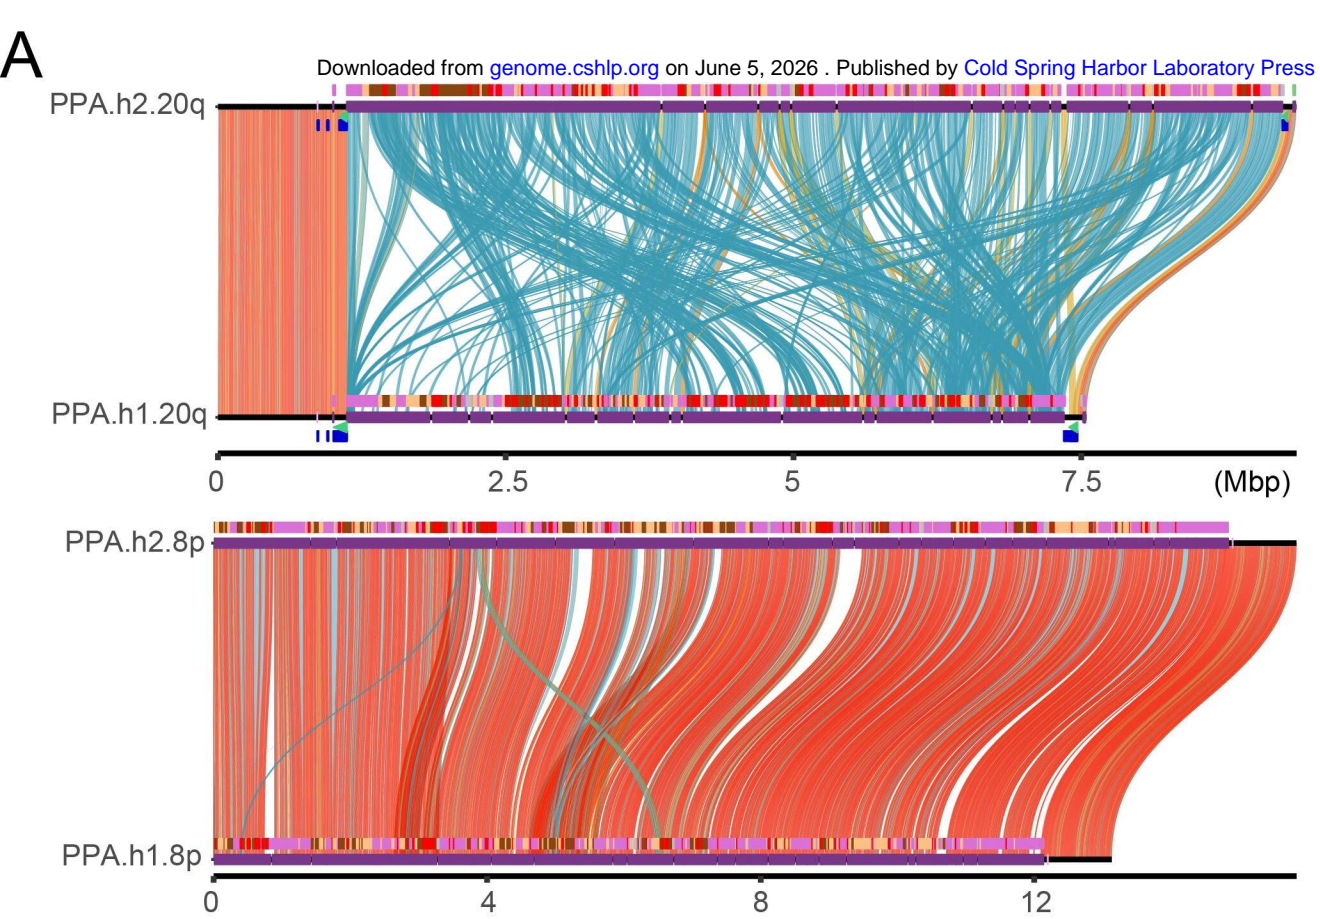 A
Downloaded from genome.cshlp.org on June 5, 2026 . Published by Cold Spring Harbor Laboratory Press
PPA.h2.20q
PPA.h1.20q
0 2.5 5 7.5 (Mbp)
PPA.h2.8p
PPA.h1.8p
0 4 8 12